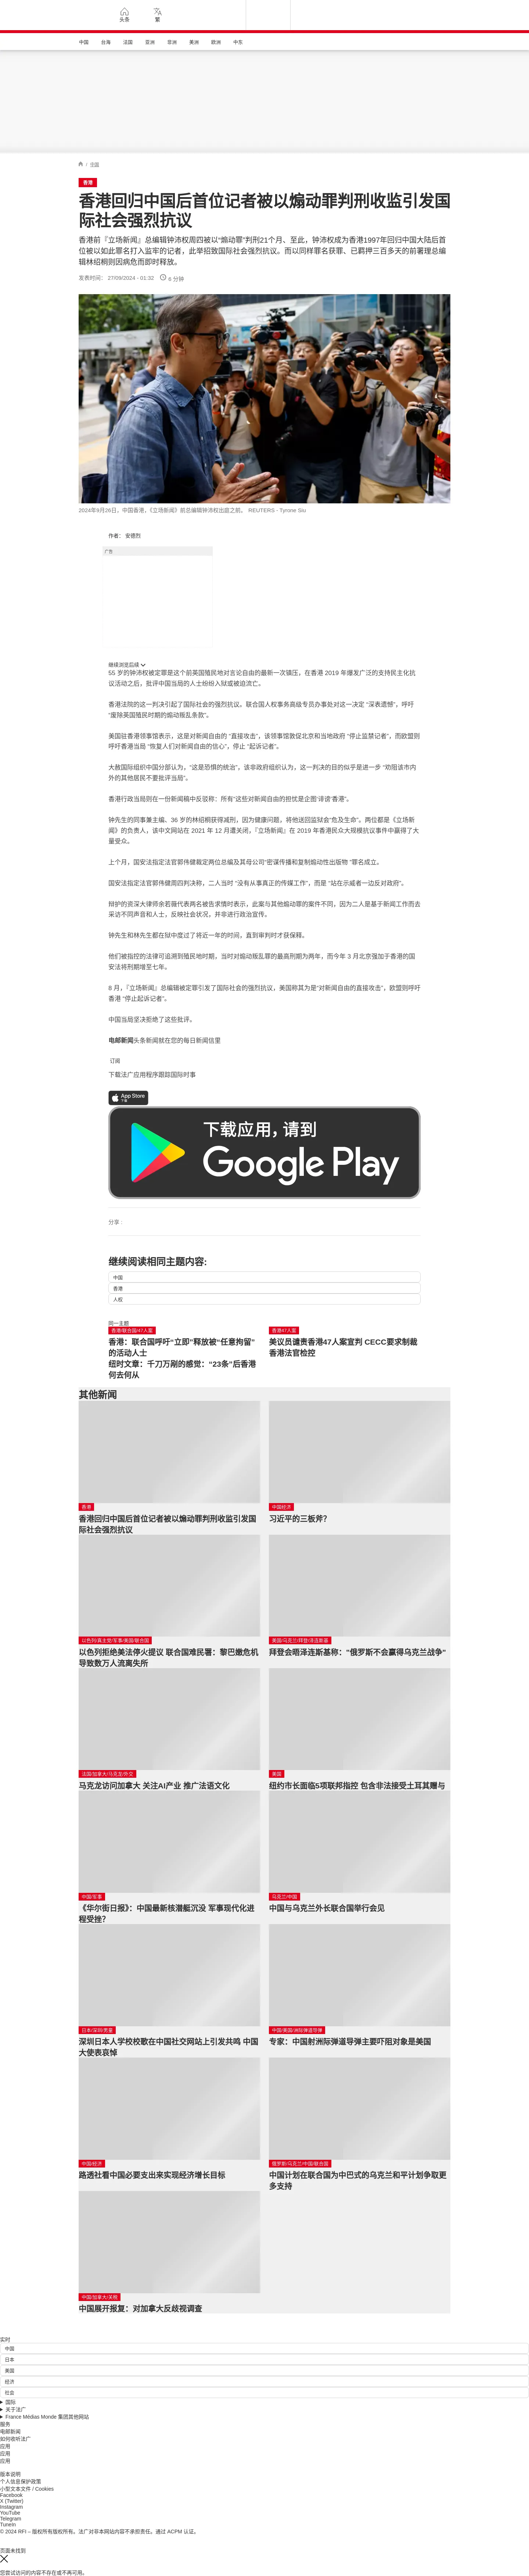 头条
繁
中国
台海
法国
亚洲
非洲
美洲
欧洲
中东
/ 中国
香港
香港回归中国后首位记者被以煽动罪判刑收监引发国
际社会强烈抗议
香港前『立场新闻』总编辑钟沛权周四被以“煽动罪”判刑21个月、至此，钟沛权成为香港1997年回归中国大陆后首
位被以如此罪名打入监牢的记者，此举招致国际社会强烈抗议。而以同样罪名获罪、已羁押三百多天的前署理总编
辑林绍桐则因病危而即时释放。
发表时间： 27/09/2024 - 01:32
6 分钟
2024年9月26日，中国香港，《立场新闻》前总编辑钟沛权出庭之前。 REUTERS - Tyrone Siu
作者： 安德烈
广告
继续浏览后续
55 岁的钟沛权被定罪是这个前英国殖民地对言论自由的最新一次镇压，在香港 2019 年爆发广泛的支持民主化抗
议活动之后，批评中国当局的人士纷纷入狱或被迫流亡。
香港法院的这一判决引起了国际社会的强烈抗议。联合国人权事务高级专员办事处对这一决定 “深表遗憾”，呼吁
“废除英国殖民时期的煽动叛乱条款”。
美国驻香港领事馆表示，这是对新闻自由的 “直接攻击”，该领事馆敦促北京和当地政府 “停止监禁记者”，而欧盟则
呼吁香港当局 “恢复人们对新闻自由的信心”，停止 “起诉记者”。
大赦国际组织中国分部认为，“这是恐惧的统治”，该非政府组织认为，这一判决的目的似乎是进一步 “劝阻该市内
外的其他居民不要批评当局”。
香港行政当局则在一份新闻稿中反驳称：所有“这些对新闻自由的担忧是企图‘诽谤’香港”。
钟先生的同事兼主编、36 岁的林绍桐获得减刑，因为健康问题，将他送回监狱会“危及生命”。两位都是《立场新
闻》的负责人，该中文网站在 2021 年 12 月遭关闭，『立场新闻』在 2019 年香港民众大规模抗议事件中赢得了大
量受众。
上个月，国安法指定法官郭伟健裁定两位总编及其母公司“密谋传播和复制煽动性出版物 ”罪名成立。
国安法指定法官郭伟健周四判决称，二人当时 “没有从事真正的传媒工作”，而是 “站在示威者一边反对政府”。
辩护的资深大律师余若薇代表两名被告求情时表示，此案与其他煽动罪的案件不同，因为二人是基于新闻工作而去
采访不同声音和人士，反映社会状况，并非进行政治宣传。
钟先生和林先生都在狱中度过了将近一年的时间，直到审判时才获保释。
他们被指控的法律可追溯到殖民地时期，当时对煽动叛乱罪的最高刑期为两年，而今年 3 月北京强加于香港的国
安法将刑期增至七年。
8 月，『立场新闻』总编辑被定罪引发了国际社会的强烈抗议，美国称其为是“对新闻自由的直接攻击”，欧盟则呼吁
香港 “停止起诉记者”。
中国当局坚决拒绝了这些批评。
电邮新闻头条新闻就在您的每日新闻信里
订阅
下载法广应用程序跟踪国际时事
App Store
下载
下载应用，请到
Google Play
分享：
继续阅读相同主题内容:
中国
香港
人权
同一主题
香港/联合国/47人案
香港：联合国呼吁“立即”释放被“任意拘留”
的活动人士
纽时文章：千刀万剐的感觉：“23条”后香港
何去何从
香港47人案
美议员谴责香港47人案宣判 CECC要求制裁
香港法官检控
其他新闻
香港
香港回归中国后首位记者被以煽动罪判刑收监引发国
际社会强烈抗议
中国经济
习近平的三板斧？
以色列/真主党/军事/美国/联合国
以色列拒绝美法停火提议 联合国难民署：黎巴嫩危机
导致数万人流离失所
美国/乌克兰/拜登/泽连斯基
拜登会晤泽连斯基称："俄罗斯不会赢得乌克兰战争"
法国/加拿大/马克龙/外交
马克龙访问加拿大 关注AI产业 推广法语文化
美国
纽约市长面临5项联邦指控 包含非法接受土耳其赠与
中国/军事
《华尔街日报》：中国最新核潜艇沉没 军事现代化进
程受挫？
乌克兰/中国
中国与乌克兰外长联合国举行会见
日本/深圳/男童
深圳日本人学校校歌在中国社交网站上引发共鸣 中国
大使表哀悼
中国/美国/洲际弹道导弹
专家：中国射洲际弹道导弹主要吓阻对象是美国
中国/经济
路透社看中国必要支出来实现经济增长目标
俄罗斯/乌克兰/中国/联合国
中国计划在联合国为中巴式的乌克兰和平计划争取更
多支持
中国/加拿大/关税
中国展开报复：对加拿大反歧视调查
实时
中国
日本
美国
经济
社会
国际
关于法广
France Médias Monde 集团其他网站
服务
电邮新闻
如何收听法广
应用
应用
应用
版本说明
个人信息保护政策
小型文本文件 / Cookies
Facebook
X (Twitter)
Instagram
YouTube
Telegram
TuneIn
© 2024 RFI – 版权所有版权所有。法广对非本网站内容不承担责任。通过 ACPM 认证。
页面未找到
您尝试访问的内容不存在或不再可用。